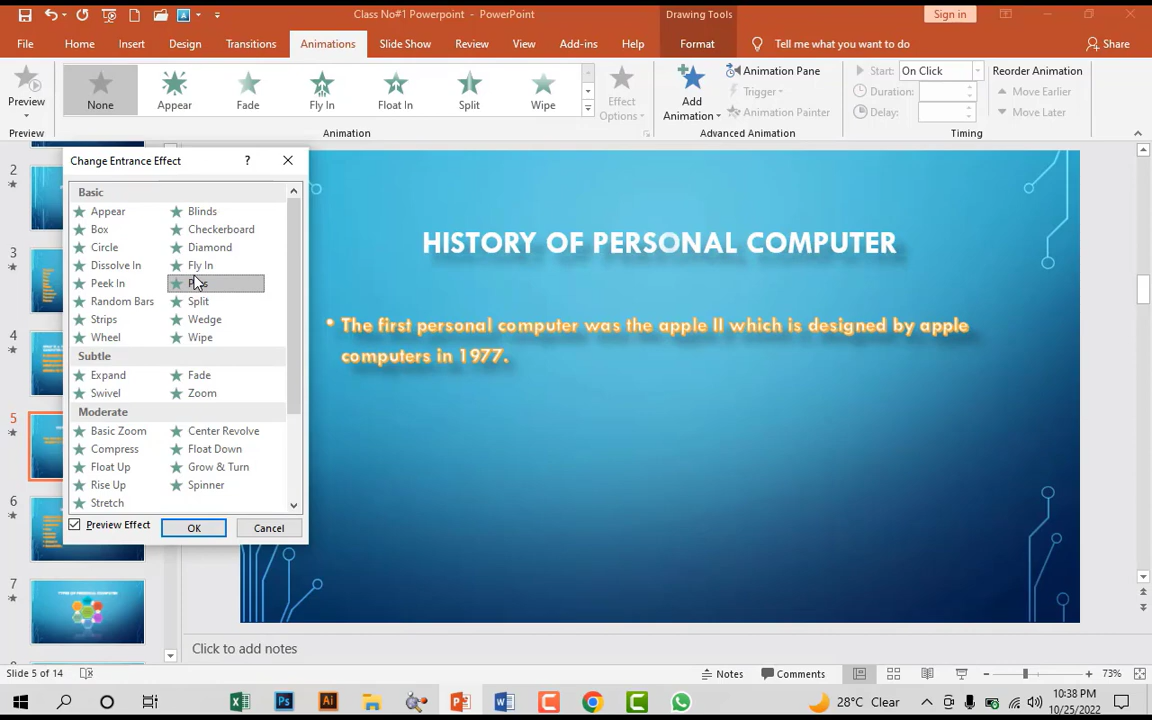 Class No#1 Powerpoint - PowerPoint
Drawing Tools
Sign in
File
Home
Insert
Design
Transitions
Animations
Slide Show
Review
View
Add-ins
Help
Format
Tell me what you want to do
Share
Preview
None
Appear
Fade
Fly In
Float In
Split
Wipe
Effect
Options
Add
Animation
Animation Pane
Trigger
Animation Painter
Start:
On Click
Duration:
Delay:
Reorder Animation
Move Earlier
Move Later
Preview
Animation
Advanced Animation
Timing
Change Entrance Effect
?
Basic
Appear
Blinds
Box
Checkerboard
Circle
Diamond
Dissolve In
Fly In
Peek In
Random Bars
Split
Strips
Wedge
Wheel
Wipe
Subtle
Expand
Fade
Swivel
Zoom
Moderate
Basic Zoom
Center Revolve
Compress
Float Down
Float Up
Grow & Turn
Rise Up
Spinner
Stretch
Preview Effect
OK
Cancel
2
3
4
5
6
7
HISTORY OF PERSONAL COMPUTER
• The first personal computer was the apple II which is designed by apple
computers in 1977.
Click to add notes
Slide 5 of 14
Notes
Comments
73%
28°C Clear
10:38 PM
10/25/2022